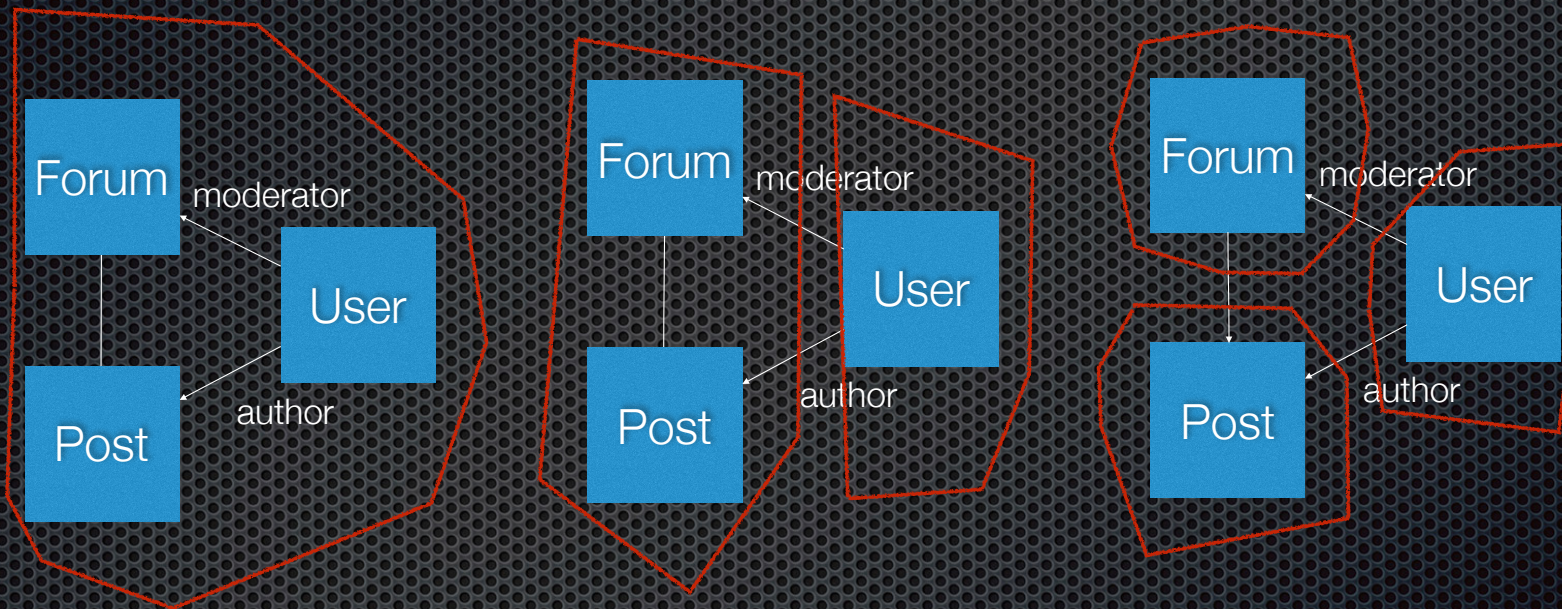 Forum
moderator
User
Post
author
Forum
moderator
User
Post
author
Forum
moderator
User
Post
author